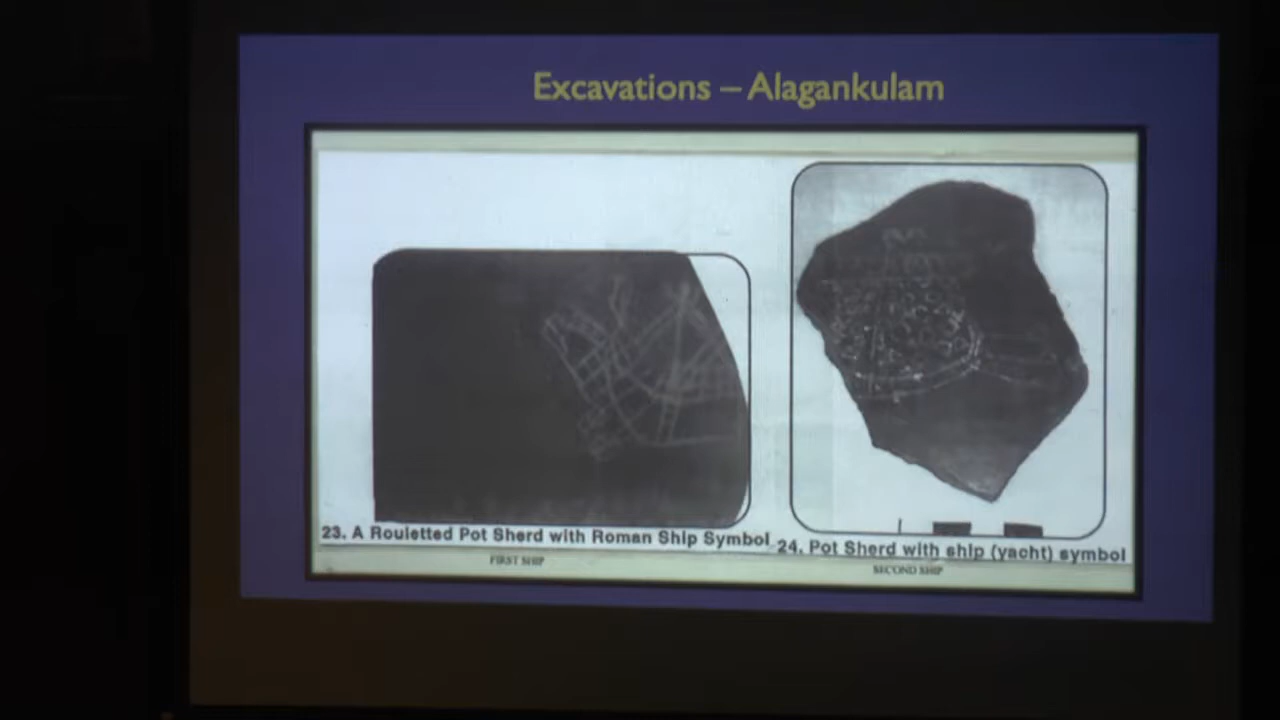 Excavations – Alagankulam
23. A Rouletted Pot Sherd with Roman Ship Symbol
24. Pot Sherd with ship (yacht) symbol
FIRST SHIP
SECOND SHIP